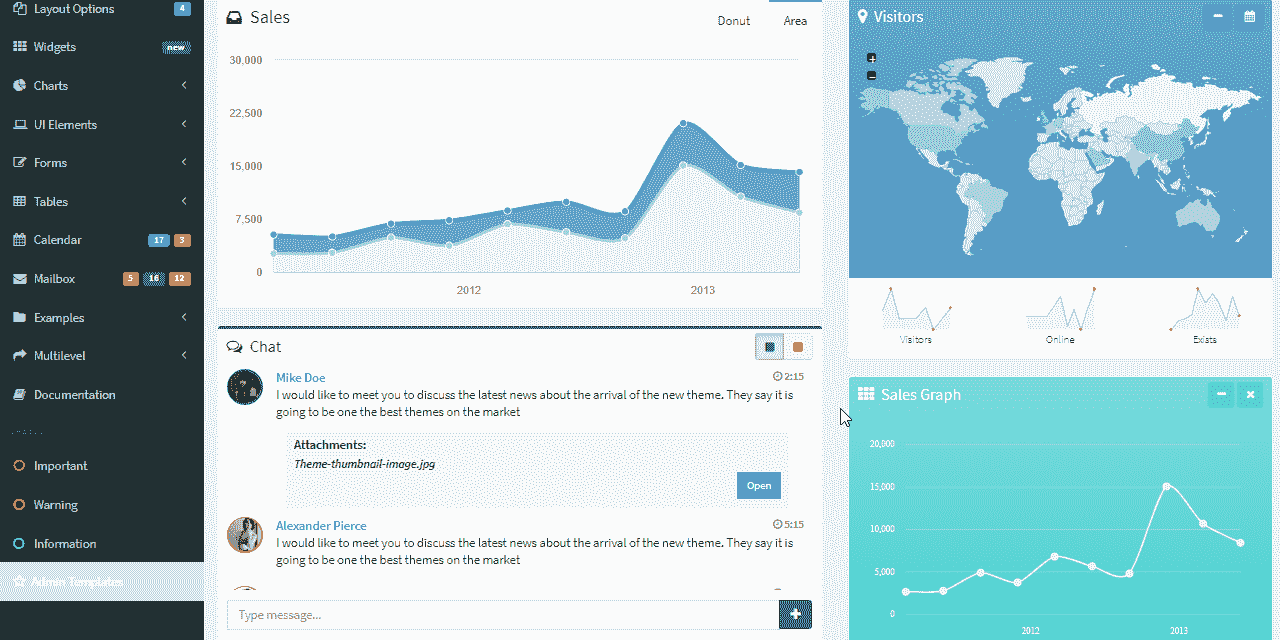 Layout Options 4
Widgets new
Charts
UI Elements
Forms
Tables
Calendar 17 3
Mailbox 5 16 12
Examples
Multilevel
Documentation
Important
Warning
Information
Admin Templates
Sales
Donut Area
30,000
22,500
15,000
7,500
0
2012 2013
Chat
Mike Doe 2:15
I would like to meet you to discuss the latest news about the arrival of the new theme. They say it is
going to be one the best themes on the market
Attachments:
Theme-thumbnail-image.jpg
Open
Alexander Pierce 5:15
I would like to meet you to discuss the latest news about the arrival of the new theme. They say it is
going to be one the best themes on the market
Type message...
Visitors
Visitors Online Exists
Sales Graph
20,000
15,000
10,000
5,000
0
2012 2013